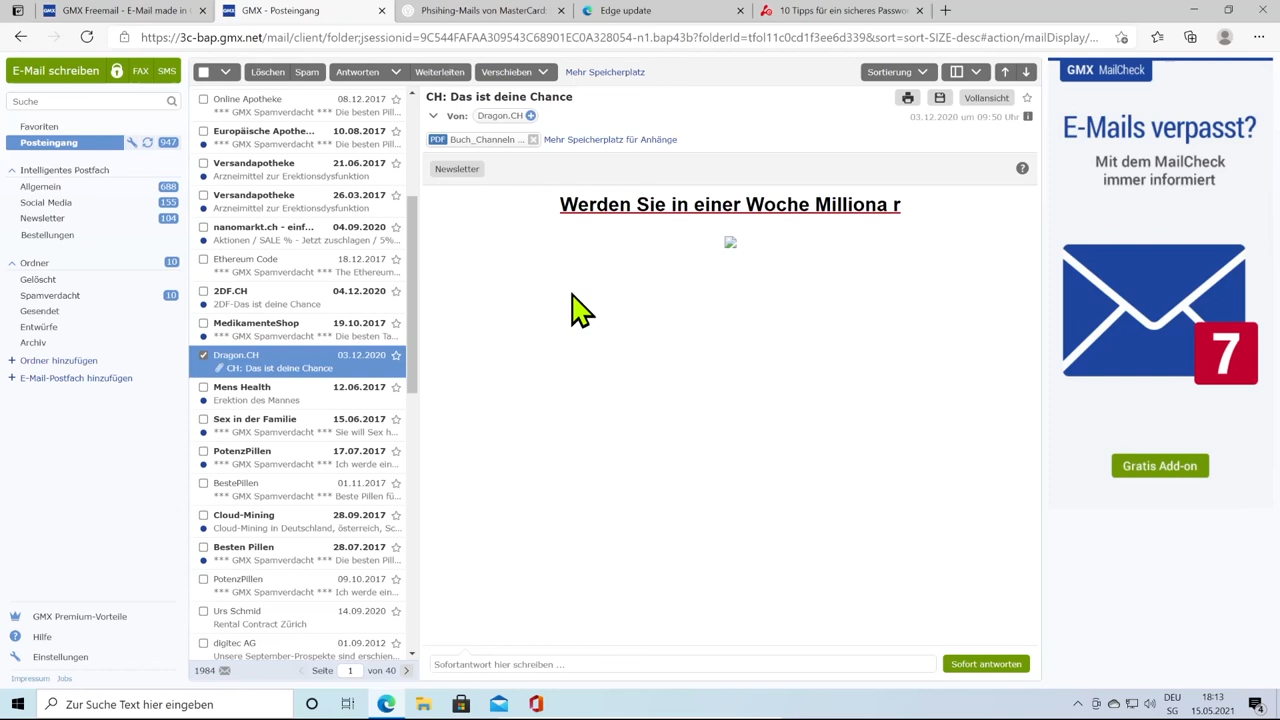 GMX Freemail - E-Mail made in G
GMX - Posteingang
Phsihing-Mails von MasterCard:
Edge update
10 Tipps für ein sicheres Passwor
https://3c-bap.gmx.net/mail/client/folder;jsessionid=9C544FAFAA309543C68901EC0A328054-n1.bap43b?folderId=tfol11c0cd1f3ee6d339&sort=sort-SIZE-desc#action/mailDisplay/...
E-Mail schreiben FAX SMS
Suche
Favoriten
Posteingang 947
Intelligentes Postfach
Allgemein 688
Social Media 155
Newsletter 104
Bestellungen
Ordner 10
Gelöscht
Spamverdacht 10
Gesendet
Entwürfe
Archiv
+ Ordner hinzufügen
+ E-Mail-Postfach hinzufügen
GMX Premium-Vorteile
Hilfe
Einstellungen
Impressum Jobs
Löschen Spam Antworten Weiterleiten Verschieben Mehr Speicherplatz Sortierung
Online Apotheke 08.12.2017
*** GMX Spamverdacht *** Die besten Pill...
Europäische Apothe... 10.08.2017
*** GMX Spamverdacht *** Die besten Pill...
Versandapotheke 21.06.2017
Arzneimittel zur Erektionsdysfunktion
Versandapotheke 26.03.2017
Arzneimittel zur Erektionsdysfunktion
nanomarkt.ch - einf... 04.09.2020
Aktionen / SALE % - Jetzt zuschlagen / 5%...
Ethereum Code 18.12.2017
*** GMX Spamverdacht *** The Ethereum...
2DF.CH 04.12.2020
2DF-Das ist deine Chance
MedikamenteShop 19.10.2017
*** GMX Spamverdacht *** Die besten Ta...
Dragon.CH 03.12.2020
CH: Das ist deine Chance
Mens Health 12.06.2017
Erektion des Mannes
Sex in der Familie 15.06.2017
*** GMX Spamverdacht *** Sie will Sex h...
PotenzPillen 17.07.2017
*** GMX Spamverdacht *** Ich werde ein...
BestePillen 01.11.2017
*** GMX Spamverdacht *** Beste Pillen fü...
Cloud-Mining 28.09.2017
Cloud-Mining in Deutschland, österreich, Sc...
Besten Pillen 28.07.2017
*** GMX Spamverdacht *** Die besten Pil...
PotenzPillen 09.10.2017
*** GMX Spamverdacht *** Ich werde ein...
Urs Schmid 14.09.2020
Rental Contract Zürich
digitec AG 01.09.2012
Unsere September-Prospekte sind erschien...
1984 Seite 1 von 40
CH: Das ist deine Chance
Vollansicht
Von: Dragon.CH
03.12.2020 um 09:50 Uhr
PDF Buch_Channeln ... Mehr Speicherplatz für Anhänge
Newsletter
Werden Sie in einer Woche Milliona r
Sofortantwort hier schreiben ...
Sofort antworten
GMX MailCheck
E-Mails verpasst?
Mit dem MailCheck
immer informiert
7
Gratis Add-on
Zur Suche Text hier eingeben
DEU
SG
18:13
15.05.2021
4